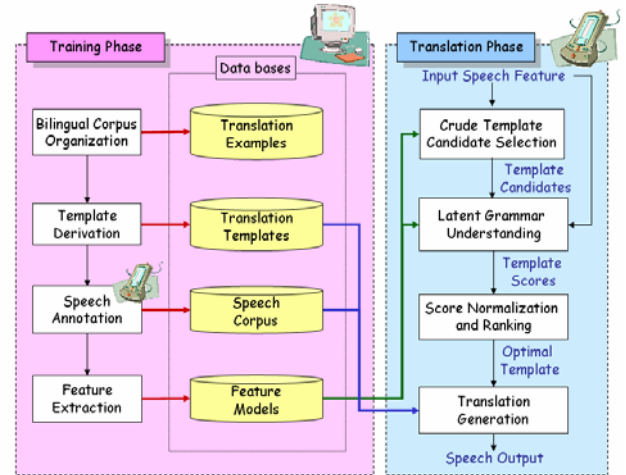 Training Phase
Data bases
Bilingual Corpus
Organization
Translation
Examples
Template
Derivation
Translation
Templates
Speech
Annotation
Speech
Corpus
Feature
Extraction
Feature
Models
Translation Phase
Input Speech Feature
Crude Template
Candidate Selection
Template
Candidates
Latent Grammar
Understanding
Template
Scores
Score Normalization
and Ranking
Optimal
Template
Translation
Generation
Speech Output